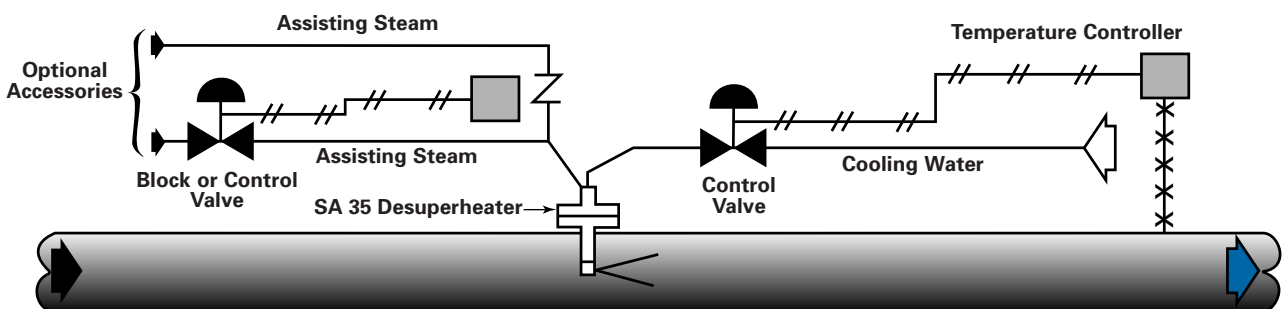 Assisting Steam
Temperature Controller
Optional
Accessories
Assisting Steam
Cooling Water
Block or Control
Valve
Control
Valve
SA 35 Desuperheater